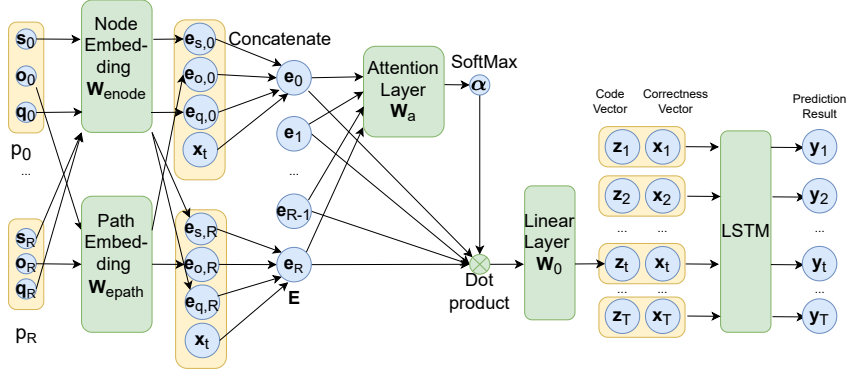 s0
o0
q0
p0
...
sR
oR
qR
pR
Node
Embed-
ding
Wenode
Path
Embed-
ding
Wepath
es,0
eo,0
eq,0
xt
es,R
eo,R
eq,R
xt
Concatenate
e0
e1
...
eR-1
eR
E
Attention
Layer
Wa
SoftMax
α
Dot
product
Linear
Layer
W0
Code
Vector
Correctness
Vector
Prediction
Result
z1 x1
z2 x2
... ...
zt xt
... ...
zT xT
LSTM
y1
y2
...
yt
...
yT